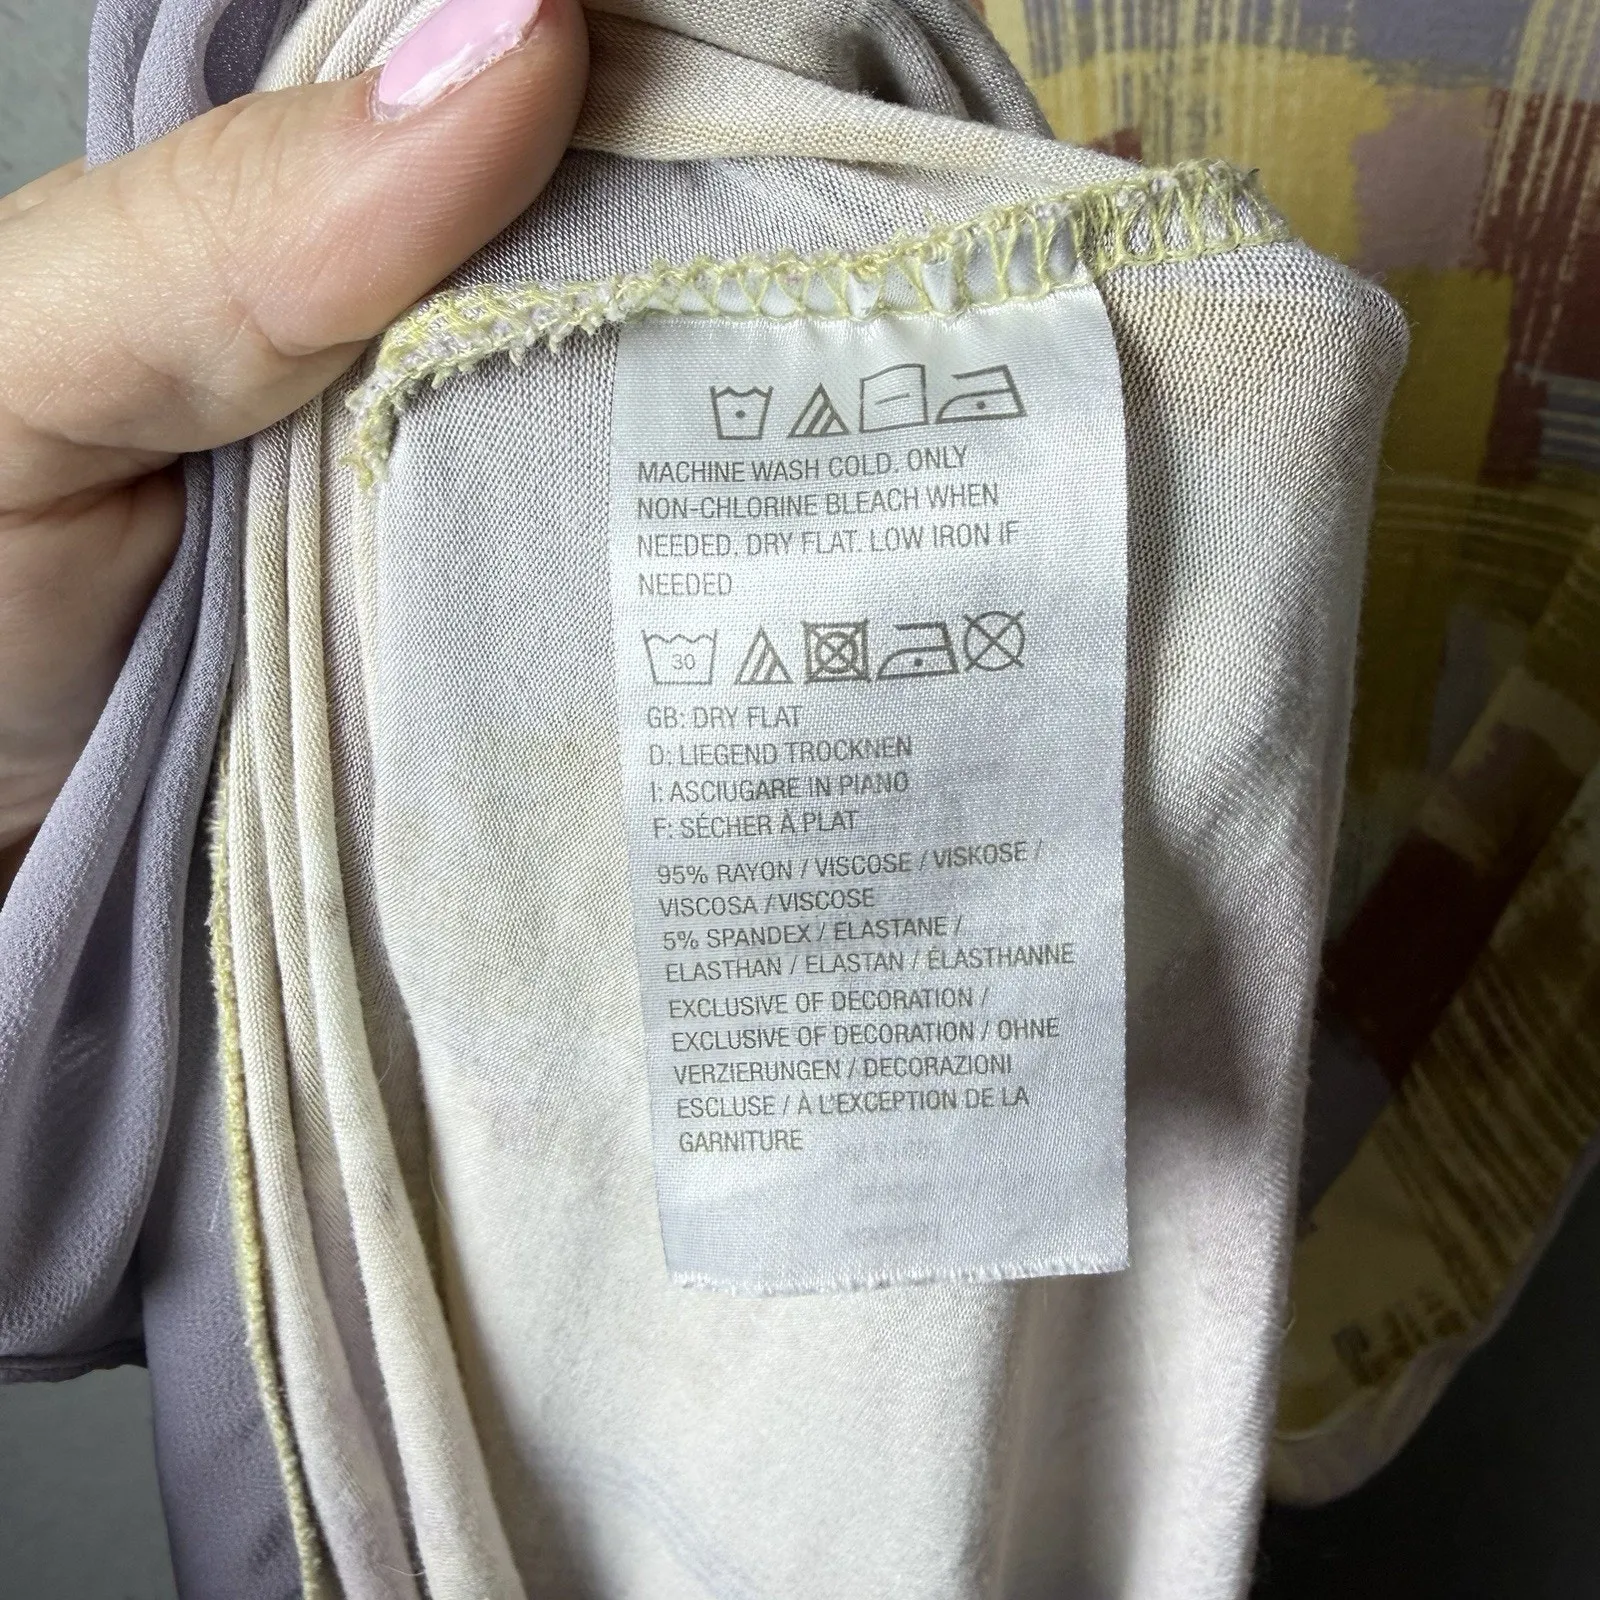 MACHINE WASH COLD. ONLY
NON-CHLORINE BLEACH WHEN
NEEDED. DRY FLAT. LOW IRON IF
NEEDED
30
GB: DRY FLAT
D: LIEGEND TROCKNEN
I: ASCIUGARE IN PIANO
F: SÉCHER À PLAT
95% RAYON / VISCOSE / VISKOSE /
VISCOSA / VISCOSE
5% SPANDEX / ELASTANE /
ELASTHAN / ELASTAN / ÉLASTHANNE
EXCLUSIVE OF DECORATION /
EXCLUSIVE OF DECORATION / OHNE
VERZIERUNGEN / DECORAZIONI
ESCLUSE / À L'EXCEPTION DE LA
GARNITURE